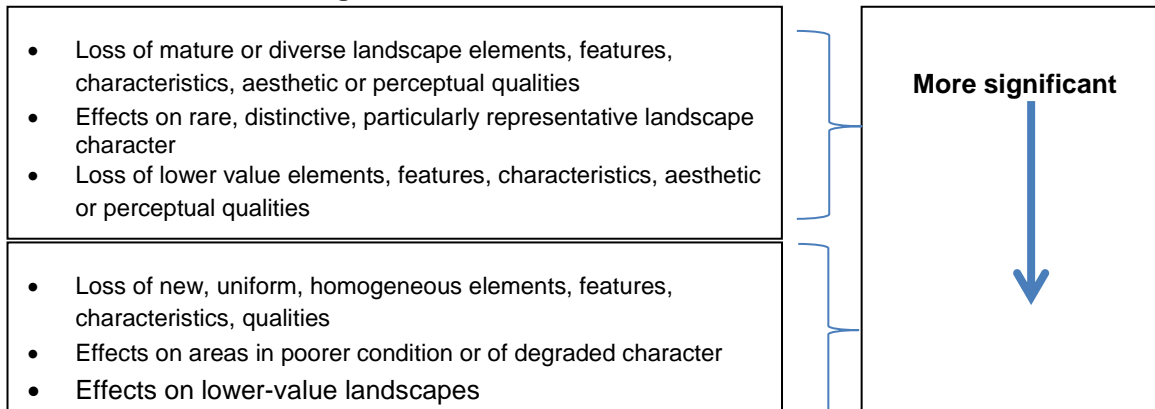 • Loss of mature or diverse landscape elements, features,
characteristics, aesthetic or perceptual qualities
• Effects on rare, distinctive, particularly representative landscape
character
• Loss of lower value elements, features, characteristics, aesthetic
or perceptual qualities
More significant
• Loss of new, uniform, homogeneous elements, features,
characteristics, qualities
• Effects on areas in poorer condition or of degraded character
• Effects on lower-value landscapes